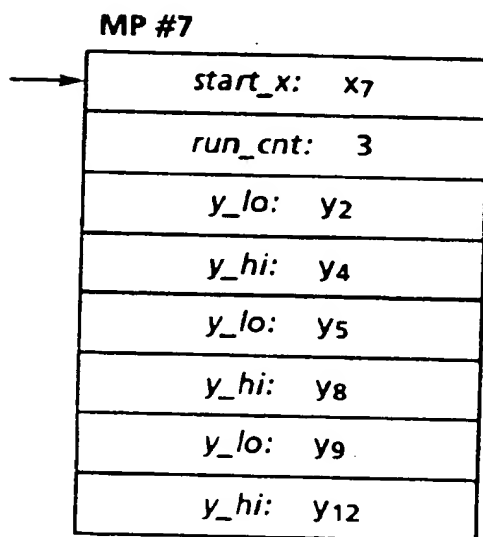 MP #7
start_x: x7
run_cnt: 3
y_lo: y2
y_hi: y4
y_lo: y5
y_hi: y8
y_lo: y9
y_hi: y12